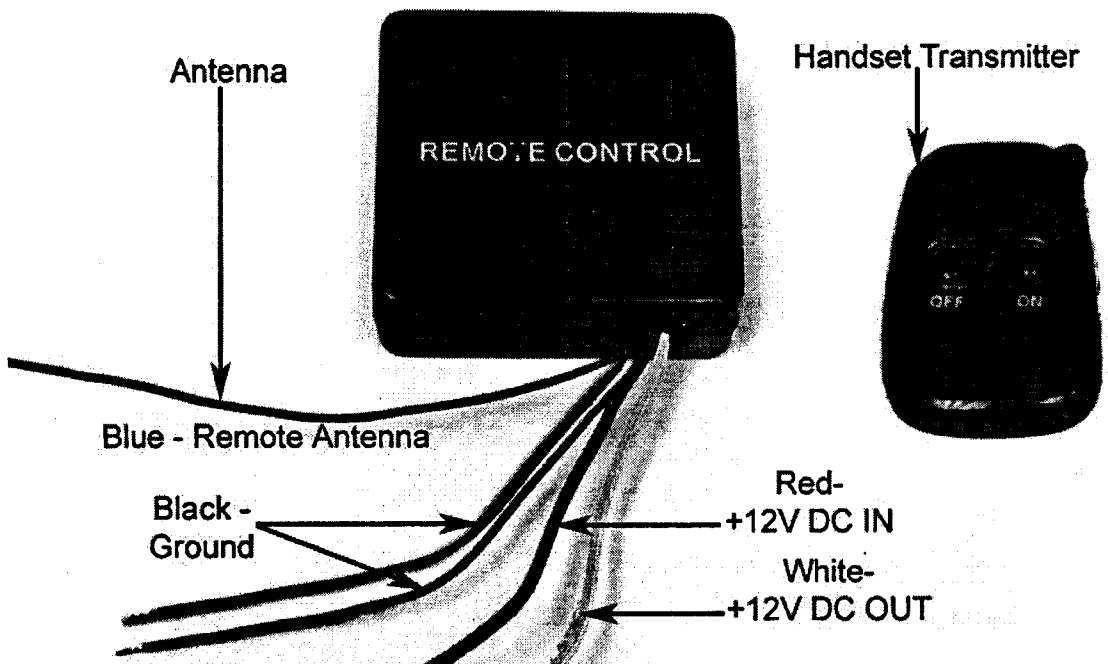 Antenna
Handset Transmitter
REMOTE CONTROL
OFF
ON
Blue - Remote Antenna
Black -
Ground
Red-
+12V DC IN
White-
+12V DC OUT